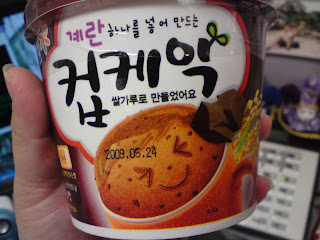 계란 하나를 넣어 만드는
컵케익
쌀가루로 만들었어요
2009.05.24